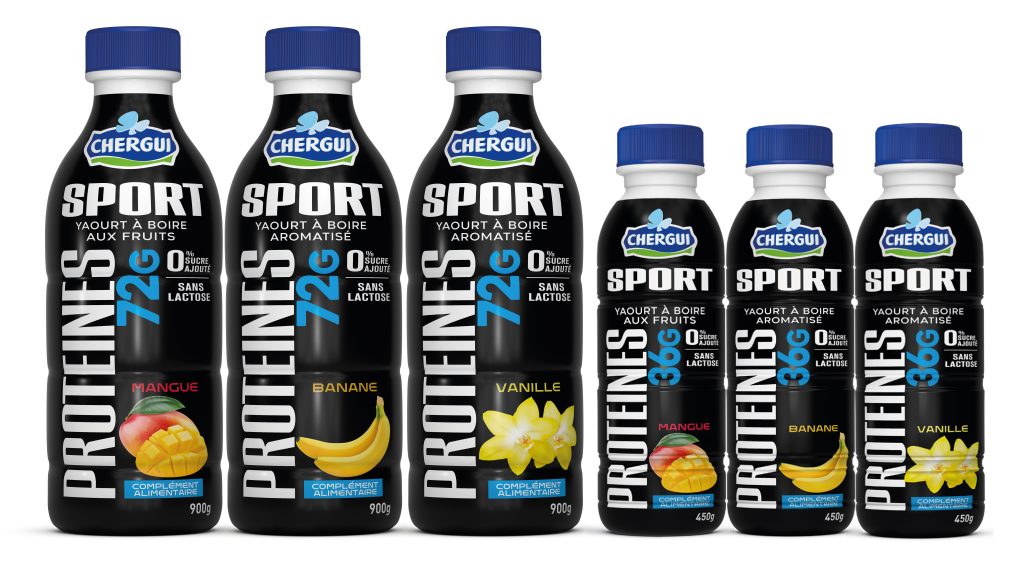 CHERGUI
SPORT
YAOURT À BOIRE
AUX FRUITS
PROTEINES
72G
0% SUCRE AJOUTÉ
SANS LACTOSE
MANGUE
COMPLÉMENT
ALIMENTAIRE
900g
CHERGUI
SPORT
YAOURT À BOIRE
AROMATISÉ
PROTEINES
72G
0% SUCRE AJOUTÉ
SANS LACTOSE
BANANE
COMPLÉMENT
ALIMENTAIRE
900g
CHERGUI
SPORT
YAOURT À BOIRE
AROMATISÉ
PROTEINES
72G
0% SUCRE AJOUTÉ
SANS LACTOSE
VANILLE
COMPLÉMENT
ALIMENTAIRE
900g
CHERGUI
SPORT
YAOURT À BOIRE
AUX FRUITS
PROTEINES
36G
0% SUCRE AJOUTÉ
SANS LACTOSE
MANGUE
COMPLÉMENT
ALIMENTAIRE
450g
CHERGUI
SPORT
YAOURT À BOIRE
AROMATISÉ
PROTEINES
36G
0% SUCRE AJOUTÉ
SANS LACTOSE
BANANE
COMPLÉMENT
ALIMENTAIRE
450g
CHERGUI
SPORT
YAOURT À BOIRE
AROMATISÉ
PROTEINES
36G
0% SUCRE AJOUTÉ
SANS LACTOSE
VANILLE
COMPLÉMENT
ALIMENTAIRE
450g